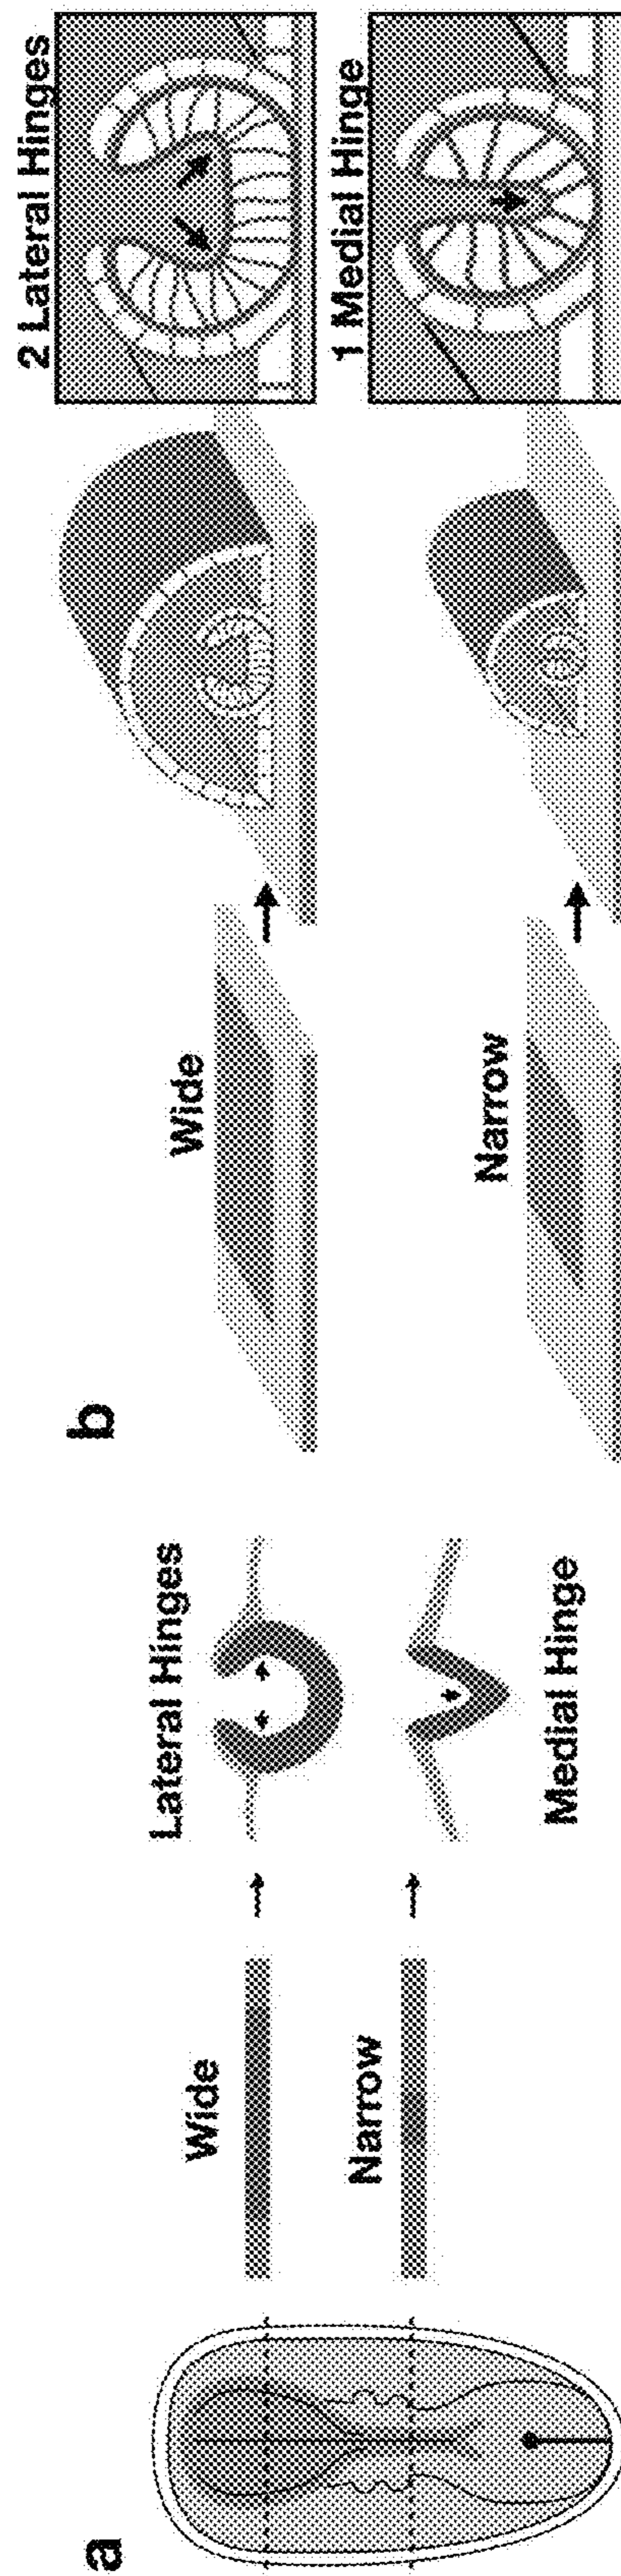 a
Wide
Narrow
Lateral Hinges
Medial Hinge
b
Wide
Narrow
2 Lateral Hinges
1 Medial Hinge